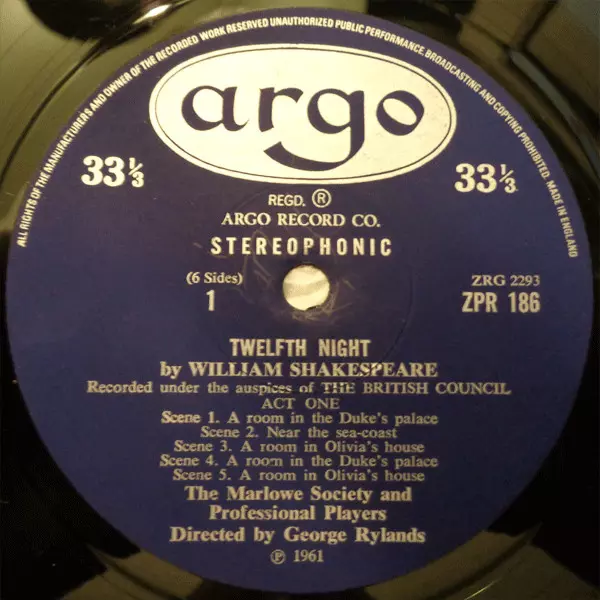 ALL RIGHTS OF THE MANUFACTURERS AND OWNER OF THE RECORDED WORK RESERVED UNAUTHORIZED PUBLIC PERFORMANCE, BROADCASTING AND COPYING PROHIBITED. MADE IN ENGLAND
argo
33⅓ 33⅓
REGD. ®
ARGO RECORD CO.
STEREOPHONIC
(6 Sides) ZRG 2293
1 ZPR 186
TWELFTH NIGHT
by WILLIAM SHAKESPEARE
Recorded under the auspices of THE BRITISH COUNCIL
ACT ONE
Scene 1. A room in the Duke's palace
Scene 2. Near the sea-coast
Scene 3. A room in Olivia's house
Scene 4. A room in the Duke's palace
Scene 5. A room in Olivia's house
The Marlowe Society and
Professional Players
Directed by George Rylands
℗ 1961